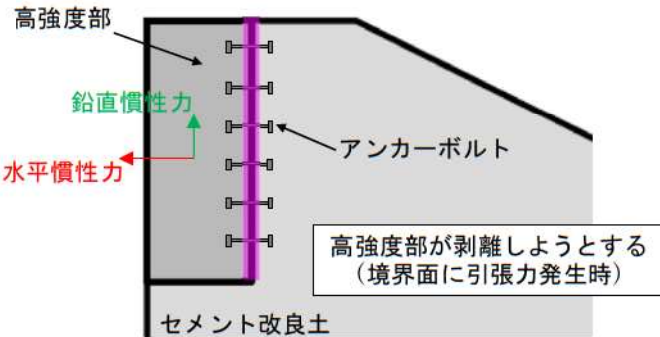 高強度部
鉛直慣性力
水平慣性力
アンカーボルト
高強度部が剥離しようとする
（境界面に引張力発生時）
セメント改良土